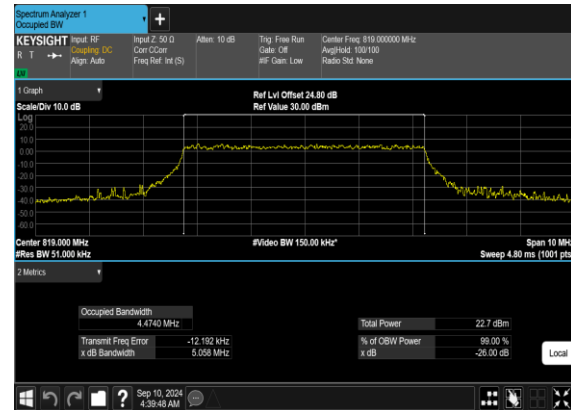 Spectrum Analyzer 1
Occupied BW
+
KEYSIGHT
R T
LXI
Input: RF
Coupling: DC
Align: Auto
Input Z: 50 Ω
Corr CCorr
Freq Ref: Int (S)
Atten: 10 dB
Trig: Free Run
Gate: Off
#IF Gain: Low
Center Freq: 819.000000 MHz
Avg|Hold: 100/100
Radio Std: None
1 Graph
Scale/Div 10.0 dB
Ref Lvl Offset 24.80 dB
Ref Value 30.00 dBm
Log
20.0
10.0
0.00
-10.0
-20.0
-30.0
-40.0
-50.0
-60.0
Center 819.000 MHz
#Video BW 150.00 kHz*
Span 10 MHz
#Res BW 51.000 kHz
Sweep 4.80 ms (1001 pts)
2 Metrics
Occupied Bandwidth
4.4740 MHz
Total Power 22.7 dBm
Transmit Freq Error -12.192 kHz
% of OBW Power 99.00 %
x dB Bandwidth 5.058 MHz
x dB -26.00 dB
Local
?
Sep 10, 2024
4:39:48 AM